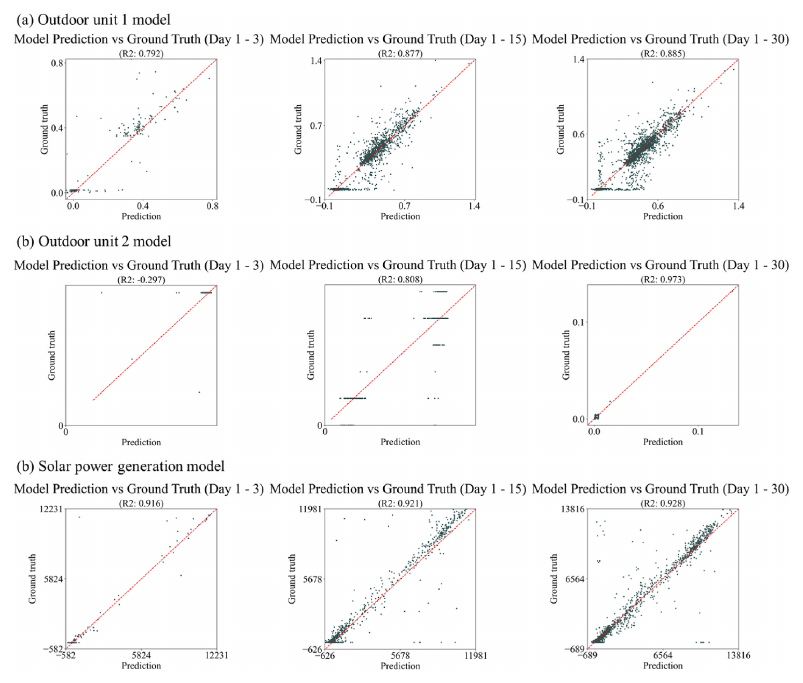 (a) Outdoor unit 1 model
Model Prediction vs Ground Truth (Day 1 - 3) Model Prediction vs Ground Truth (Day 1 - 15) Model Prediction vs Ground Truth (Day 1 - 30)
(R2: 0.792) (R2: 0.877) (R2: 0.885)
0.8 1.4 1.4
Ground truth Ground truth Ground truth
0.4 0.7 0.6
0.0 -0.1 -0.1
0.0 0.4 0.8 -0.1 0.7 1.4 -0.1 0.6 1.4
Prediction Prediction Prediction
(b) Outdoor unit 2 model
Model Prediction vs Ground Truth (Day 1 - 3) Model Prediction vs Ground Truth (Day 1 - 15) Model Prediction vs Ground Truth (Day 1 - 30)
(R2: -0.297) (R2: 0.808) (R2: 0.973)
Ground truth Ground truth Ground truth
0.1
0 0 0.0
0 0 0.0 0.1
Prediction Prediction Prediction
(b) Solar power generation model
Model Prediction vs Ground Truth (Day 1 - 3) Model Prediction vs Ground Truth (Day 1 - 15) Model Prediction vs Ground Truth (Day 1 - 30)
(R2: 0.916) (R2: 0.921) (R2: 0.928)
12231 11981 13816
Ground truth Ground truth Ground truth
5824 5678 6564
-582 -626 -689
-582 5824 12231 -626 5678 11981 -689 6564 13816
Prediction Prediction Prediction